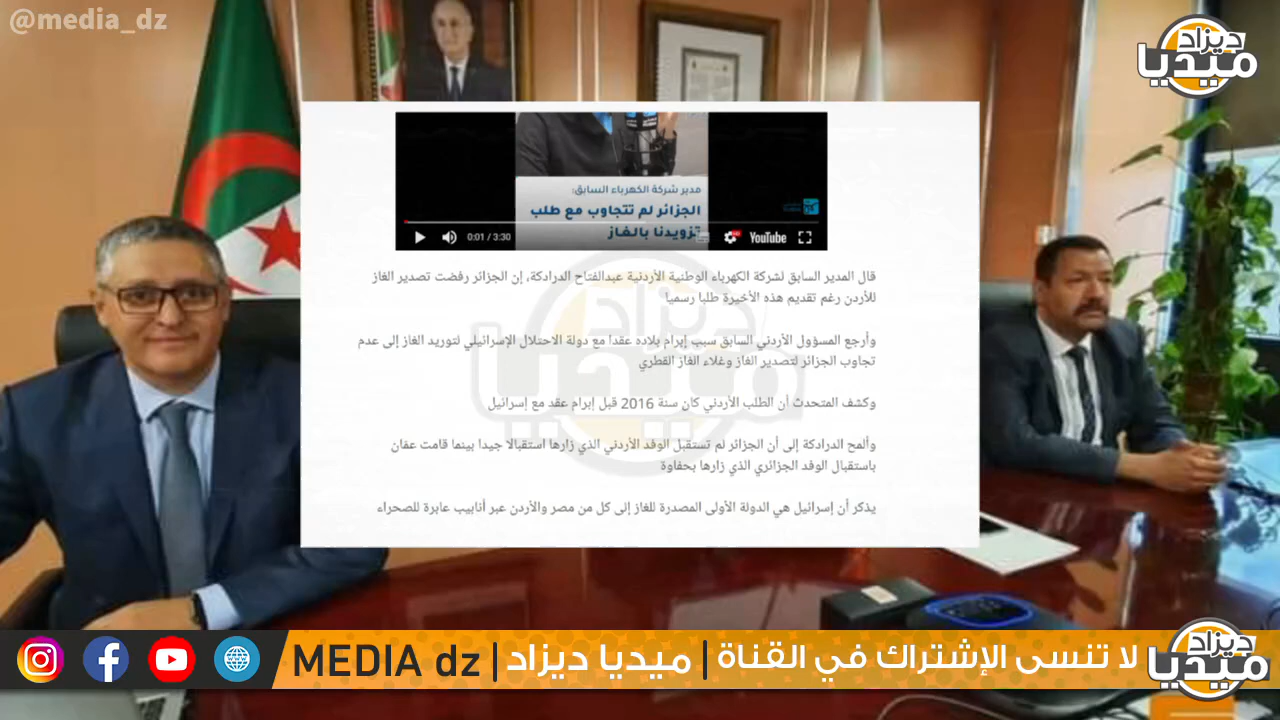 @media_dz
ديزاد
ميديا
مدير شركة الكهرباء السابق:
الجزائر لم تتجاوب مع طلب
تزويدنا بالغاز
0:01 / 3:30
YouTube
قال المدير السابق لشركة الكهرباء الوطنية الأردنية عبدالفتاح الدرادكة، إن الجزائر رفضت تصدير الغاز
للأردن رغم تقديم هذه الأخيرة طلبا رسميا
وأرجع المسؤول الأردني السابق سبب إبرام بلاده عقدا مع دولة الاحتلال الإسرائيلي لتوريد الغاز إلى عدم
تجاوب الجزائر لتصدير الغاز وغلاء الغاز القطري
وكشف المتحدث أن الطلب الأردني كان سنة 2016 قبل إبرام عقد مع إسرائيل
وألمح الدرادكة إلى أن الجزائر لم تستقبل الوفد الأردني الذي زارها استقبالا جيدا بينما قامت عمّان
باستقبال الوفد الجزائري الذي زارها بحفاوة
يذكر أن إسرائيل هي الدولة الأولى المصدرة للغاز إلى كل من مصر والأردن عبر أنابيب عابرة للصحراء
ديزاد
ميديا
لا تنسى الإشتراك في القناة | ميديا ديزاد | MEDIA dz
ديزاد
ميديا